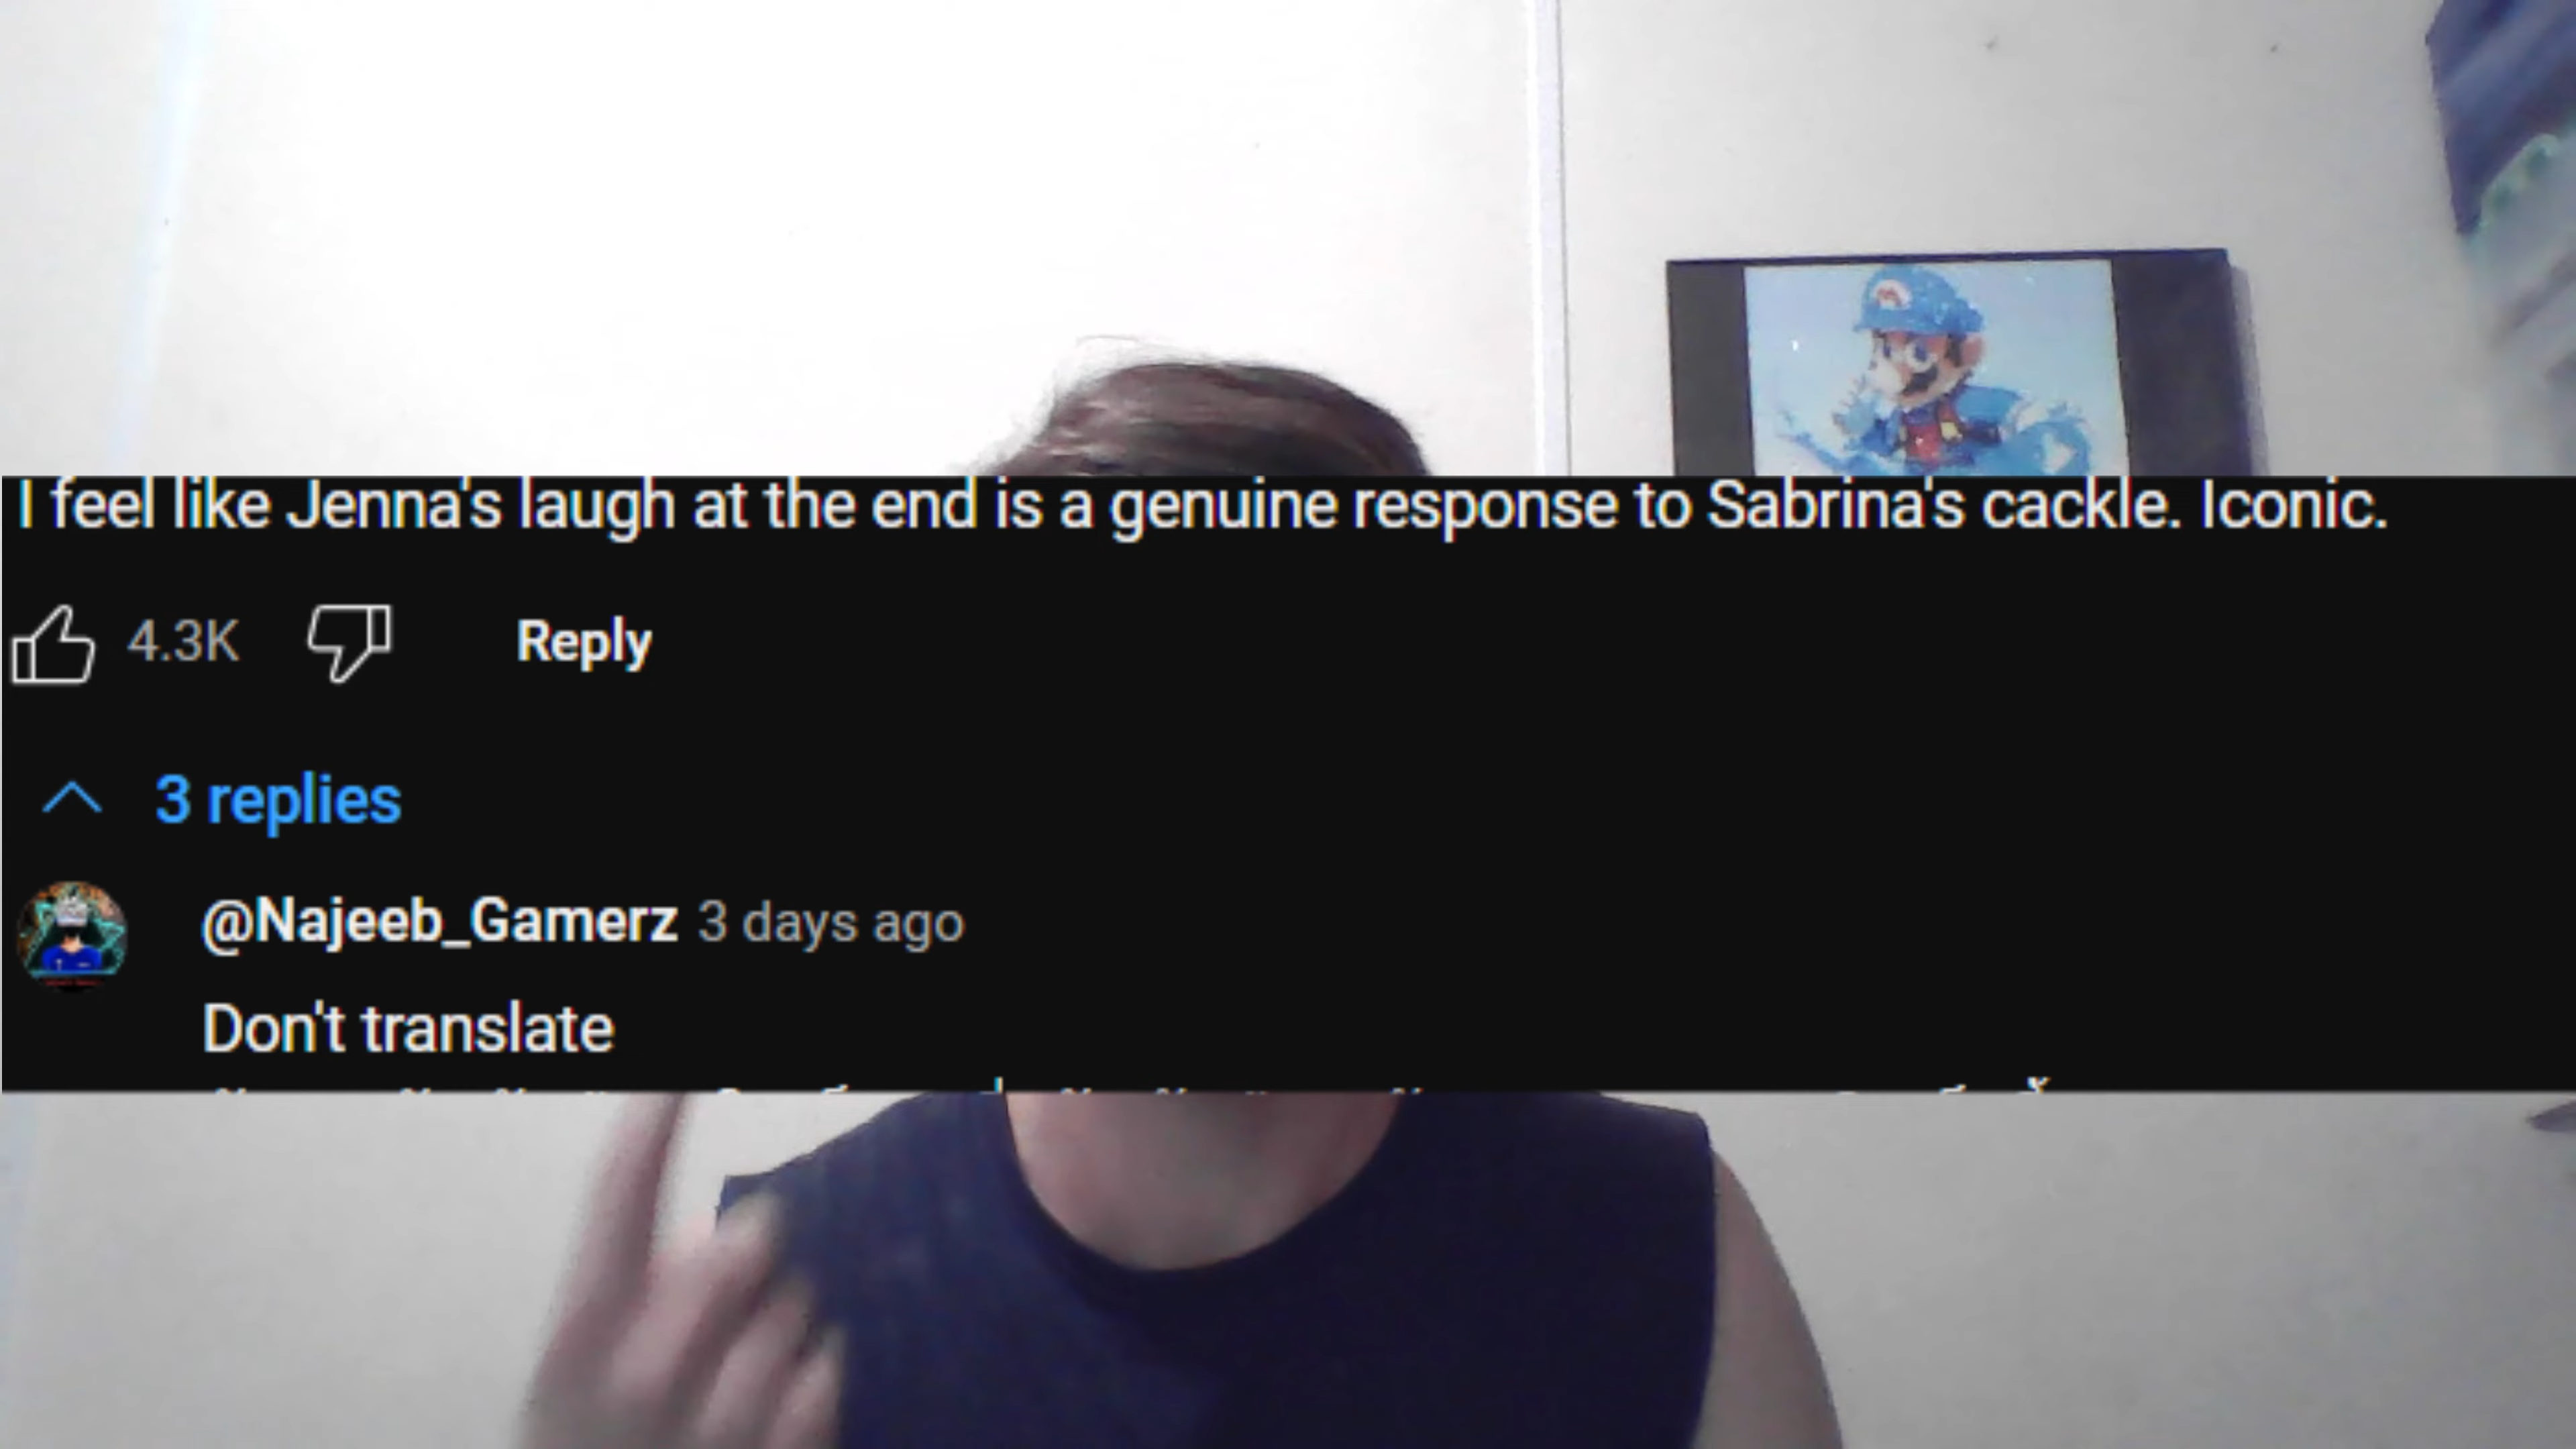 I feel like Jenna's laugh at the end is a genuine response to Sabrina's cackle. Iconic.
4.3K Reply
3 replies
@Najeeb_Gamerz 3 days ago
Don't translate